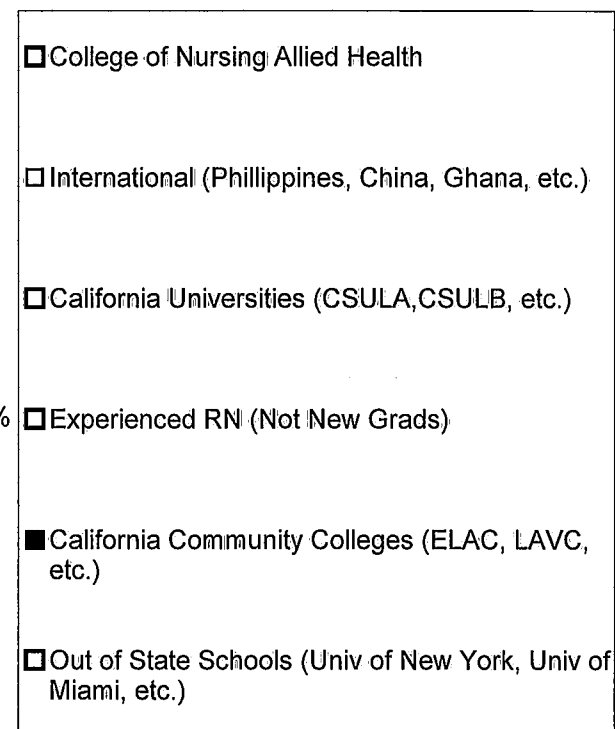 College of Nursing Allied Health
International (Phillippines, China, Ghana, etc.)
California Universities (CSULA,CSULB, etc.)
% Experienced RN (Not New Grads)
California Community Colleges (ELAC, LAVC,
etc.)
Out of State Schools (Univ of New York, Univ of
Miami, etc.)